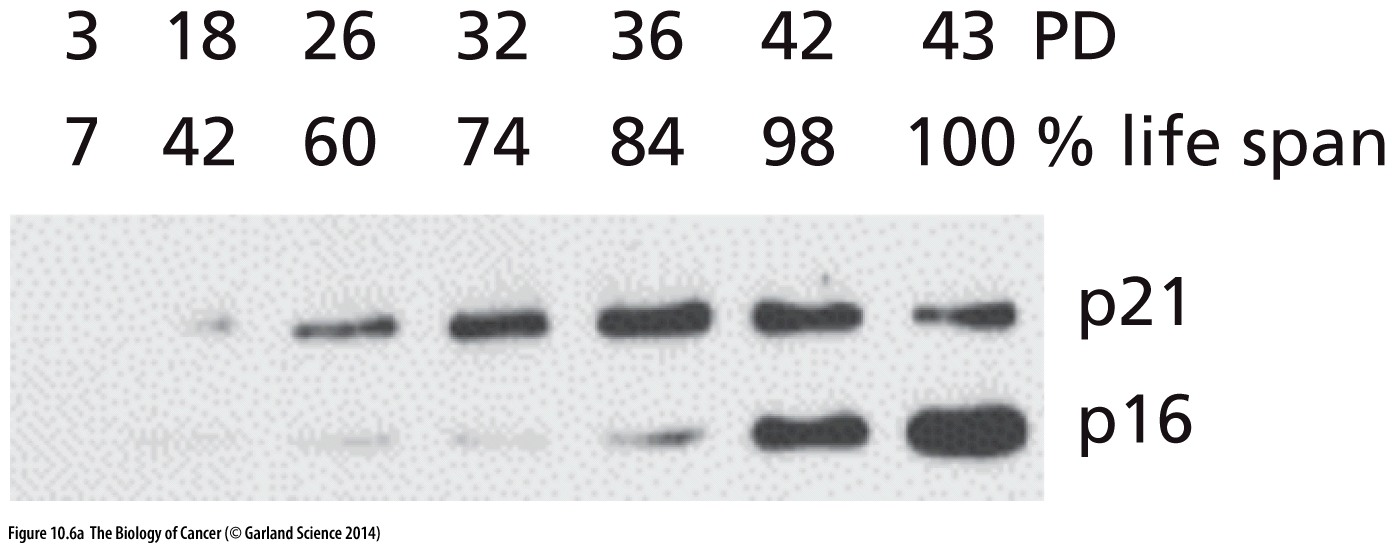 3 18 26 32 36 42 43 PD
7 42 60 74 84 98 100 % life span
p21
p16
Figure 10.6a The Biology of Cancer (© Garland Science 2014)